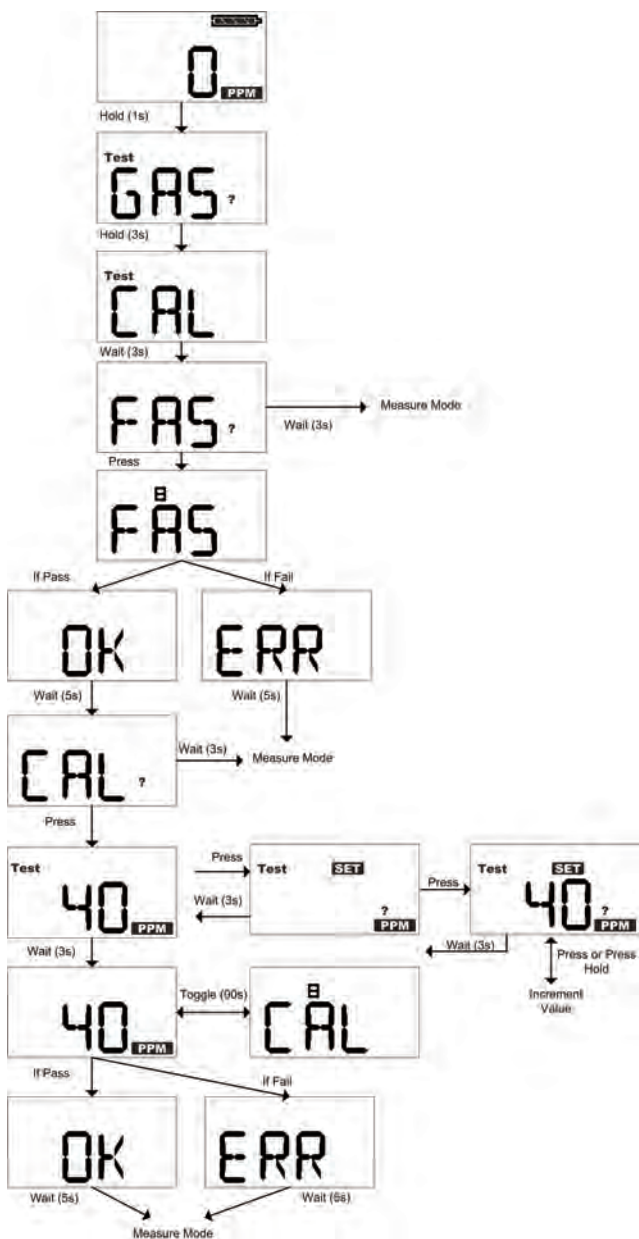 0
PPM
Hold (1s)
Test
GAS ?
Hold (3s)
Test
CAL
Wait (3s)
FAS ?
Measure Mode
Wait (3s)
Press
FAS
If Pass
If Fail
OK
ERR
Wait (5s)
Wait (5s)
CAL ?
Wait (3s)
Measure Mode
Press
Test
40
PPM
Press
Wait (3s)
Test SET
?
PPM
Press
Test SET
40 ?
PPM
Wait (3s)
Wait (3s)
Press or Press
Hold
Increment
Value
40
PPM
Toggle (90s)
CAL
If Pass
If Fail
OK
ERR
Wait (5s)
Wait (6s)
Measure Mode